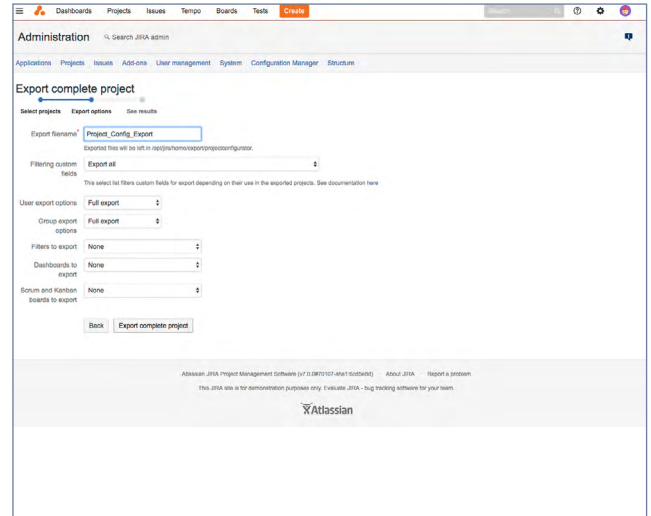 Dashboards Projects Issues Tempo Boards Tests Create Search
Administration Search JIRA admin
Applications Projects Issues Add-ons User management System Configuration Manager Structure
Export complete project
Select projects Export options See results
Export filename* Project_Config_Export
Exported files will be left in /opt/jira/home/export/projectconfigurator.
Filtering custom fields Export all
This select list filters custom fields for export depending on their use in the exported projects. See documentation here
User export options Full export
Group export options Full export
Filters to export None
Dashboards to export None
Scrum and Kanban boards to export None
Back Export complete project
Atlassian JIRA Project Management Software · About JIRA · Report a problem
This JIRA site is for demonstration purposes only. Evaluate JIRA - bug tracking software for your team.
Atlassian